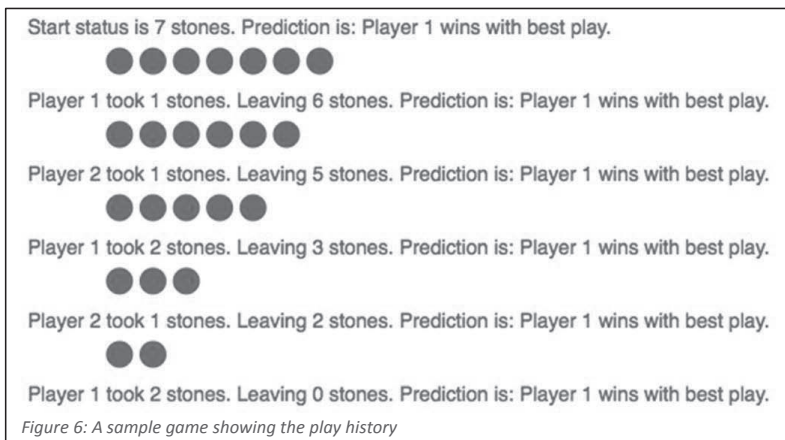 Start status is 7 stones. Prediction is: Player 1 wins with best play.
Player 1 took 1 stones. Leaving 6 stones. Prediction is: Player 1 wins with best play.
Player 2 took 1 stones. Leaving 5 stones. Prediction is: Player 1 wins with best play.
Player 1 took 2 stones. Leaving 3 stones. Prediction is: Player 1 wins with best play.
Player 2 took 1 stones. Leaving 2 stones. Prediction is: Player 1 wins with best play.
Player 1 took 2 stones. Leaving 0 stones. Prediction is: Player 1 wins with best play.
Figure 6: A sample game showing the play history